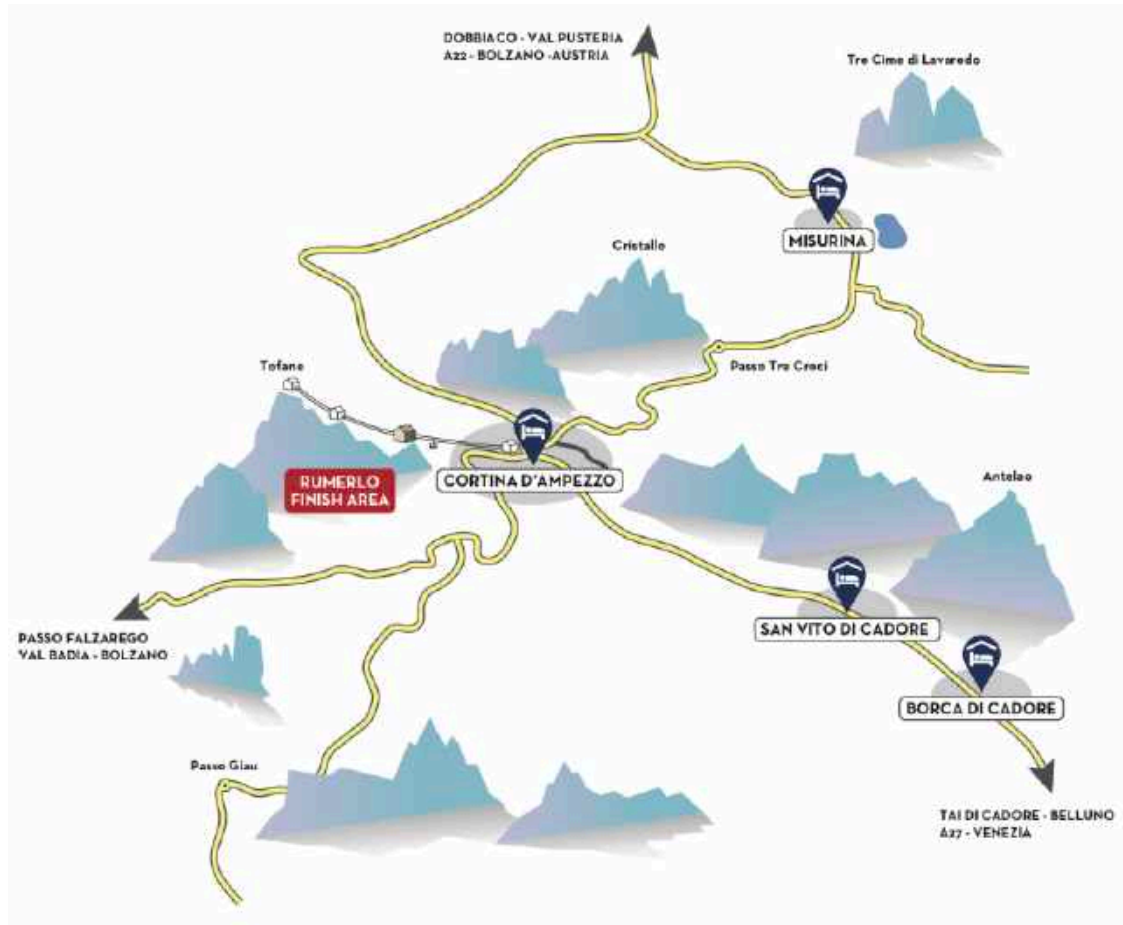 DOBBIACO - VAL PUSTERIA
A22 - BOLZANO -AUSTRIA
Tre Cime di Lavaredo
MISURINA
Cristallo
Passo Tre Croci
Tofane
RUMERLO
FINISH AREA
CORTINA D'AMPEZZO
Antelao
PASSO FALZAREGO
VAL BADIA - BOLZANO
SAN VITO DI CADORE
BORCA DI CADORE
Passo Giau
TAI DI CADORE - BELLUNO
A27 - VENEZIA